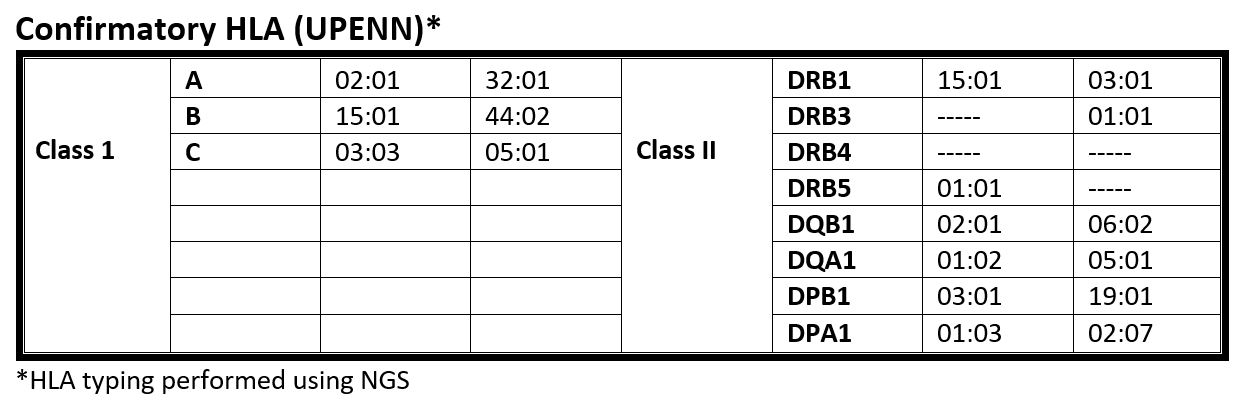 Confirmatory HLA (UPENN)*
A 02:01 32:01 DRB1 15:01 03:01
B 15:01 44:02 DRB3 ----- 01:01
Class 1 C 03:03 05:01 Class II DRB4 ----- -----
DRB5 01:01 -----
DQB1 02:01 06:02
DQA1 01:02 05:01
DPB1 03:01 19:01
DPA1 01:03 02:07
*HLA typing performed using NGS